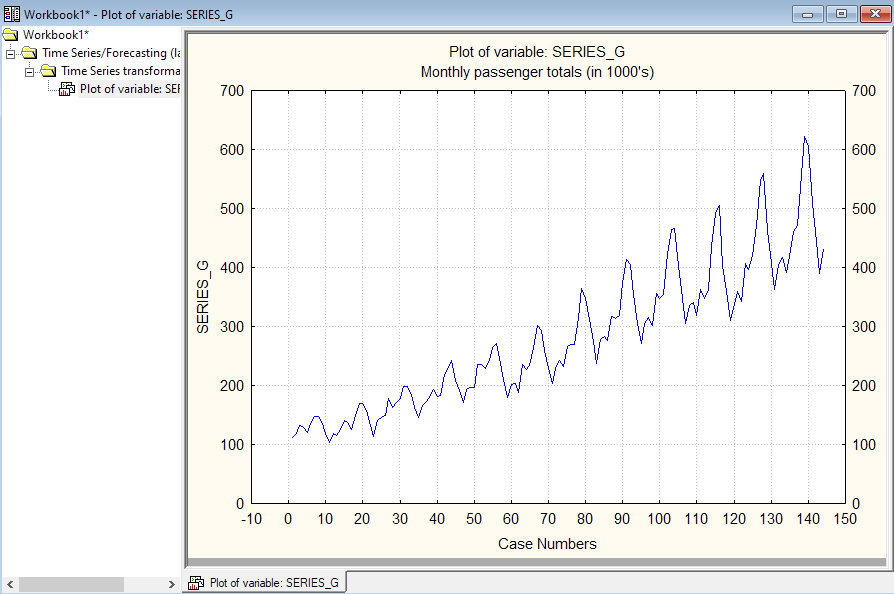 Workbook1* - Plot of variable: SERIES_G
Workbook1*
Time Series/Forecasting (la
Time Series transforma
Plot of variable: SEF
Plot of variable: SERIES_G
Monthly passenger totals (in 1000's)
700
600
500
400
300
200
100
0
SERIES_G
700
600
500
400
300
200
100
0
-10 0 10 20 30 40 50 60 70 80 90 100 110 120 130 140 150
Case Numbers
Plot of variable: SERIES_G